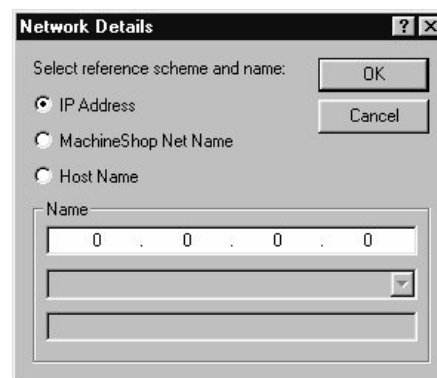 Network Details
Select reference scheme and name:
OK
IP Address
Cancel
MachineShop Net Name
Host Name
Name
0 . 0 . 0 . 0